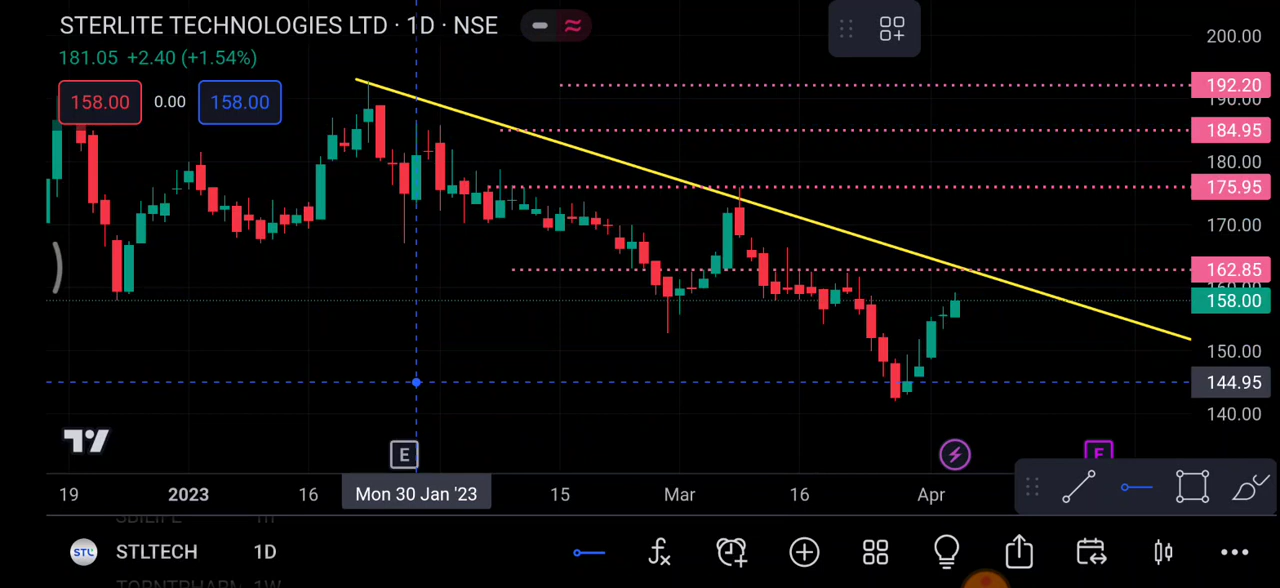 STERLITE TECHNOLOGIES LTD · 1D · NSE
181.05 +2.40 (+1.54%)
158.00 0.00 158.00
200.00
192.20
190.00
184.95
180.00
175.95
170.00
162.85
158.00
150.00
144.95
140.00
E
19 2023 16 Mon 30 Jan '23 15 Mar 16 Apr
STL STLTECH 1D